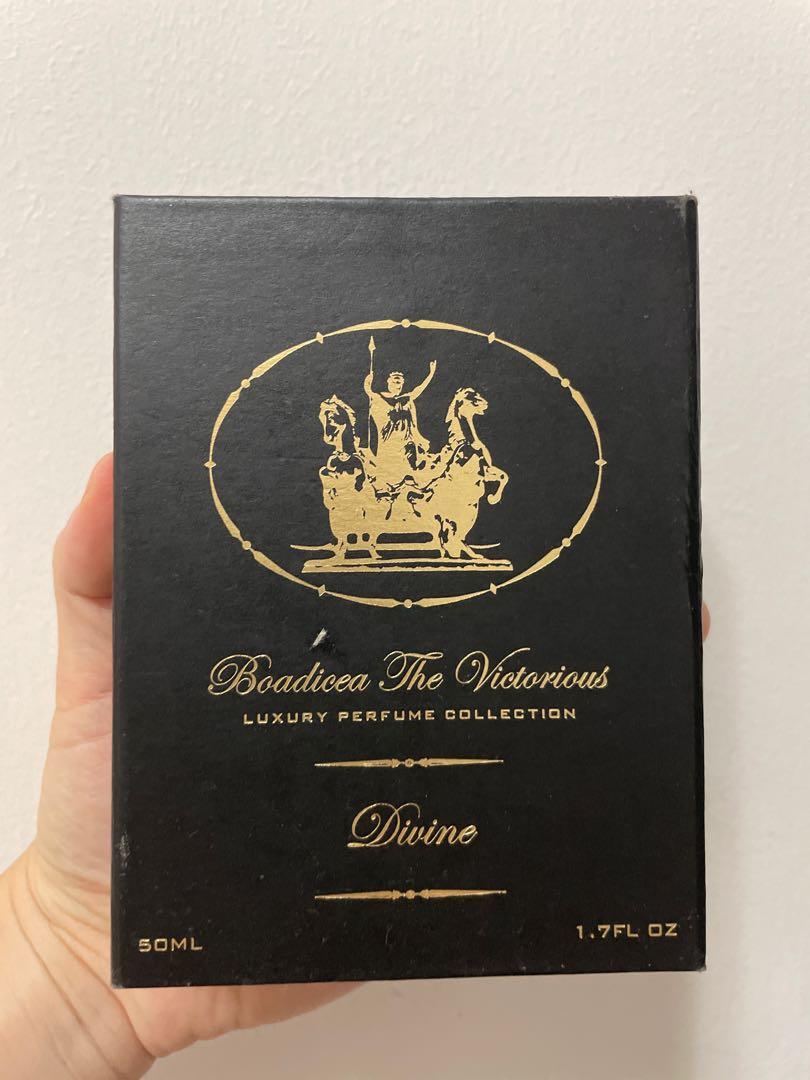 Boadicea The Victorious
LUXURY PERFUME COLLECTION
Divine
50ML
1.7FL OZ